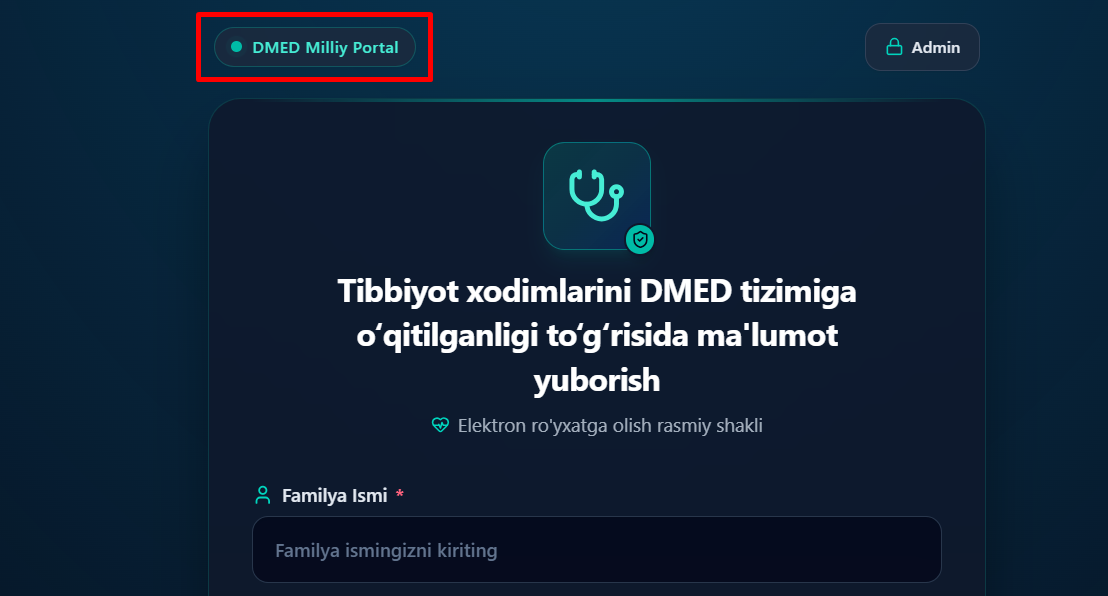 DMED Milliy Portal
Admin
Tibbiyot xodimlarini DMED tizimiga
o‘qitilganligi to‘g‘risida ma'lumot
yuborish
Elektron ro'yxatga olish rasmiy shakli
Familya Ismi *
Familya ismingizni kiriting